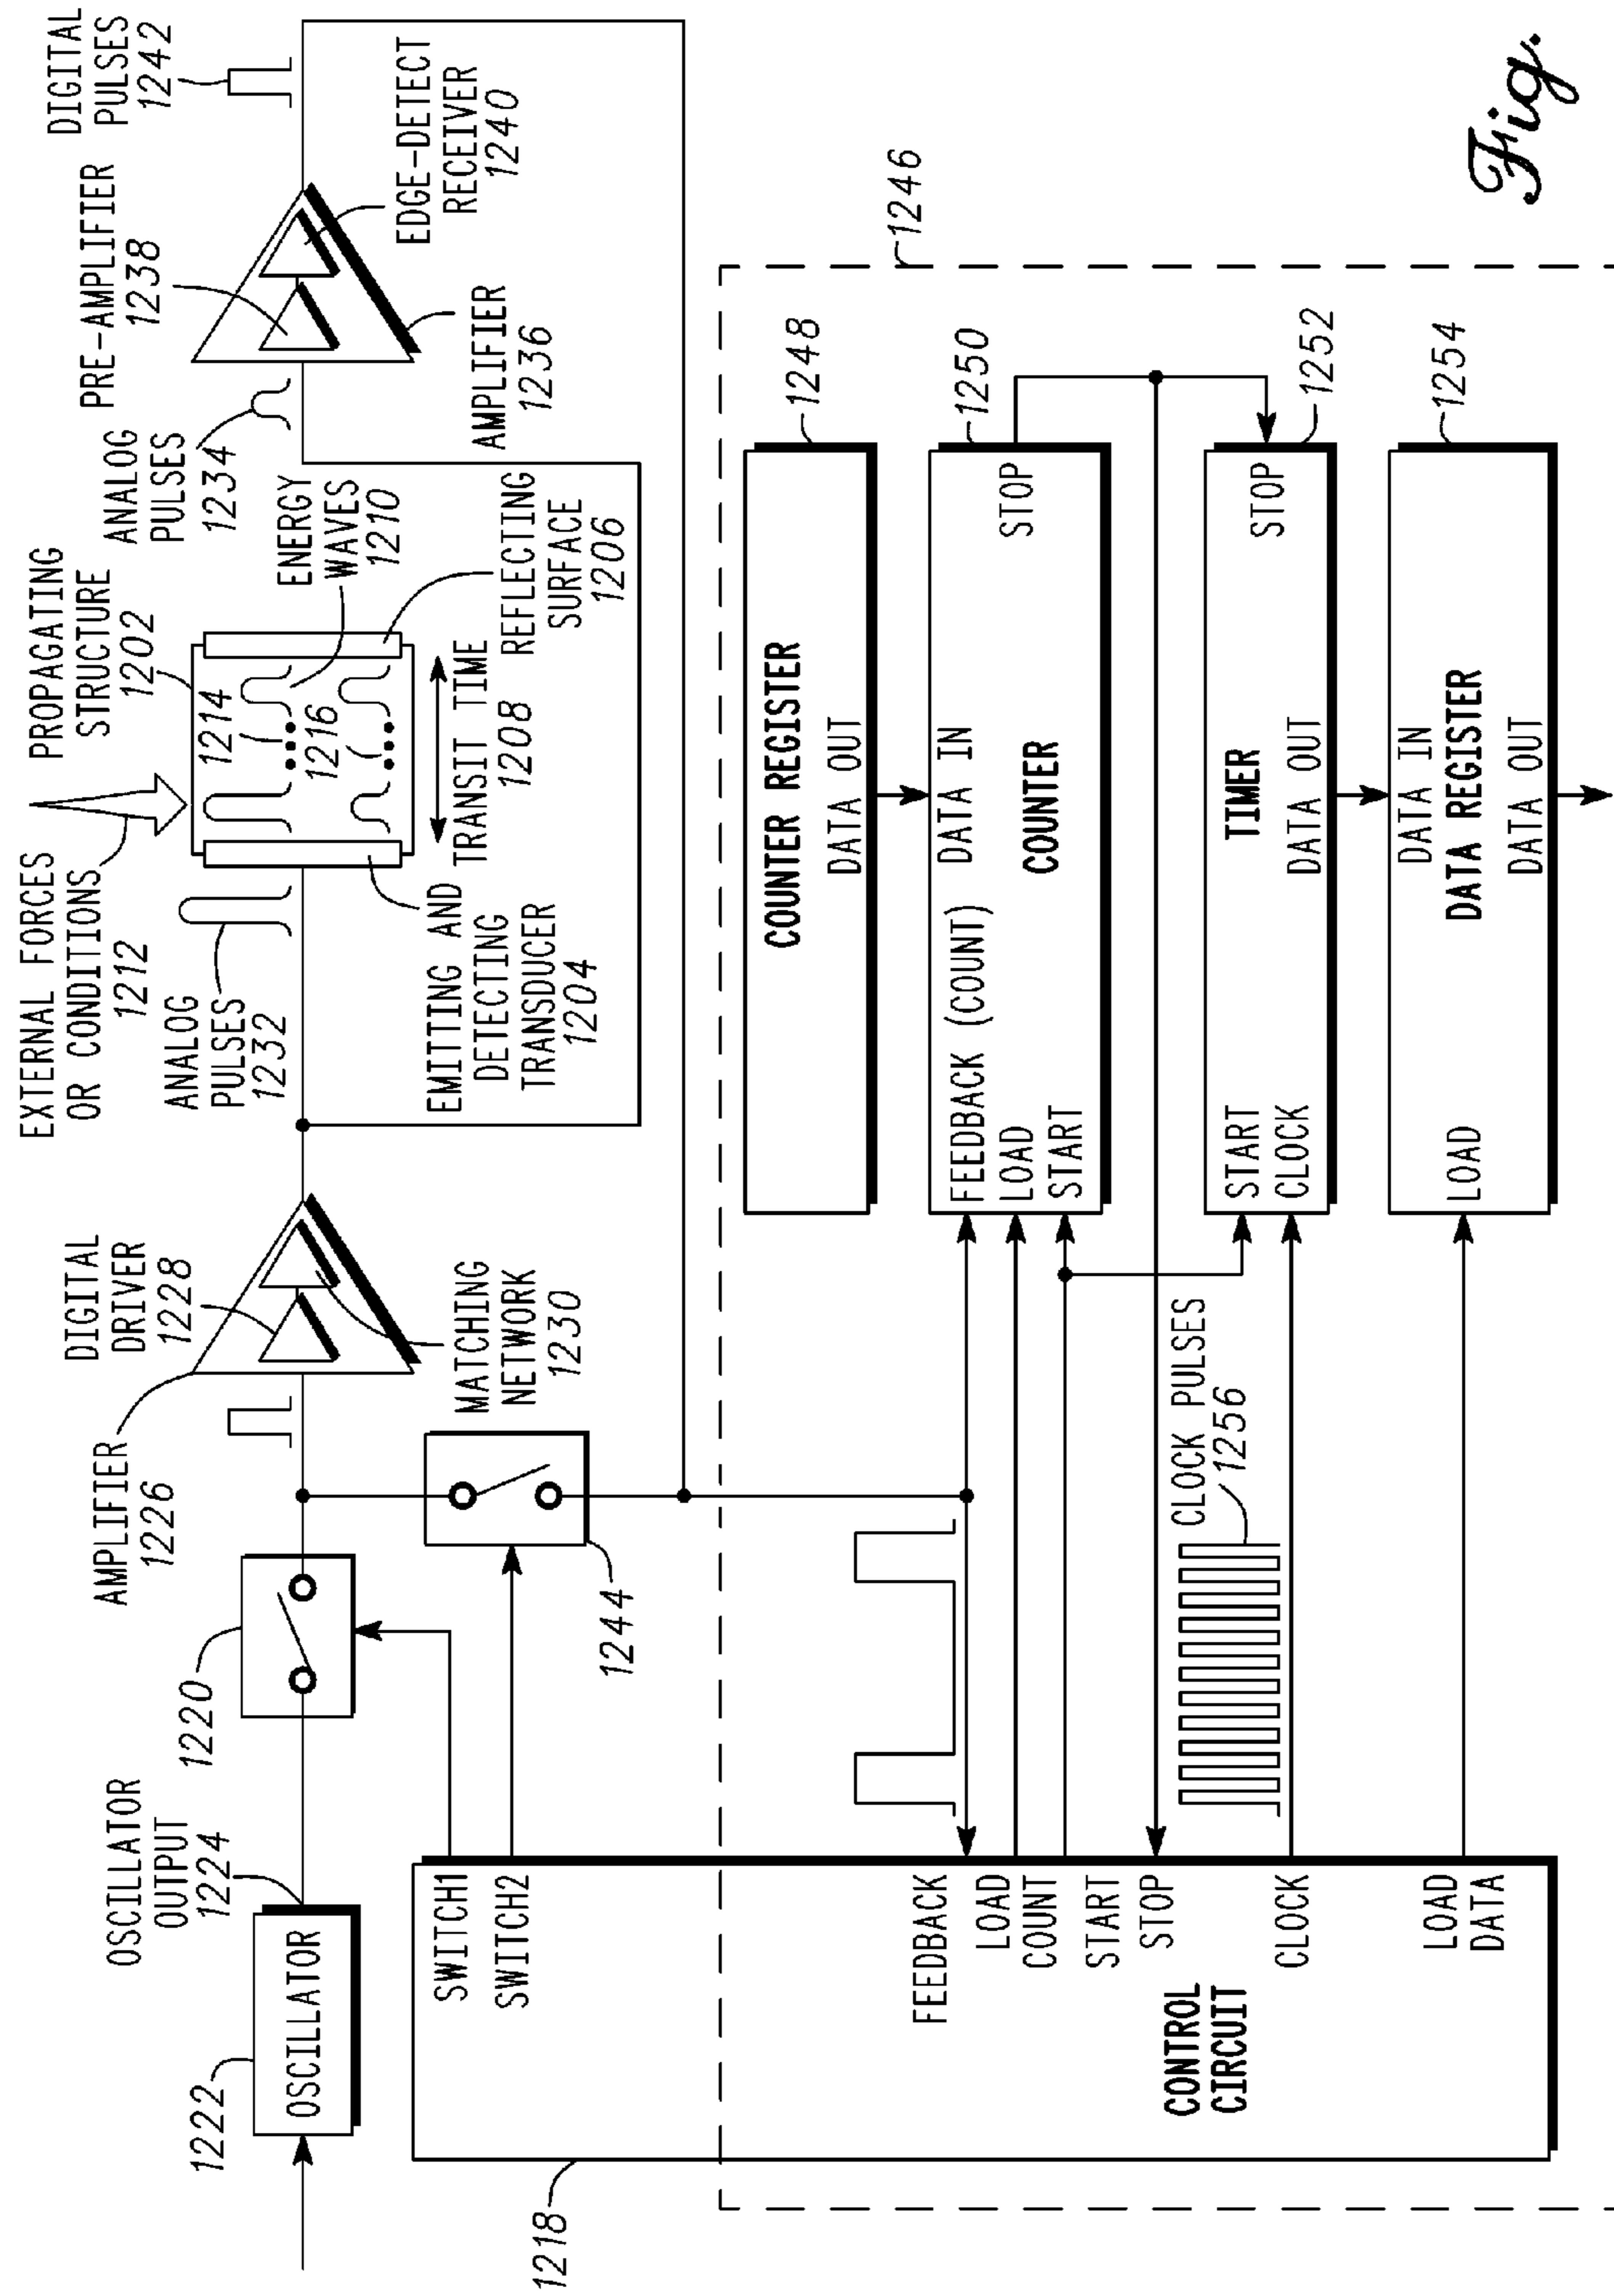 EXTERNAL FORCES
OR CONDITIONS
1212
PROPAGATING
STRUCTURE
1202
ANALOG
PULSES
1234
PRE-AMPLIFIER
1238
DIGITAL
PULSES
1242
1222
OSCILLATOR
OSCILLATOR
OUTPUT
1224
1220
AMPLIFIER
1226
DIGITAL
DRIVER
1228
ANALOG
PULSES
1232
1214
1216
ENERGY
WAVES
1210
EDGE-DETECT
RECEIVER
1240
MATCHING
NETWORK
1230
EMITTING AND
DETECTING
TRANSDUCER
1204
TRANSIT TIME
1208
REFLECTING
SURFACE
1206
AMPLIFIER
1236
1244
1218
SWITCH1
SWITCH2
FEEDBACK
LOAD
COUNT
START
STOP
CLOCK
LOAD
DATA
CONTROL
CIRCUIT
1246
COUNTER REGISTER
DATA OUT
1248
FEEDBACK (COUNT)
DATA IN
LOAD
START
COUNTER
STOP
1250
CLOCK PULSES
1256
START
CLOCK
TIMER
DATA OUT
STOP
1252
LOAD
DATA IN
DATA REGISTER
DATA OUT
1254
Fig.